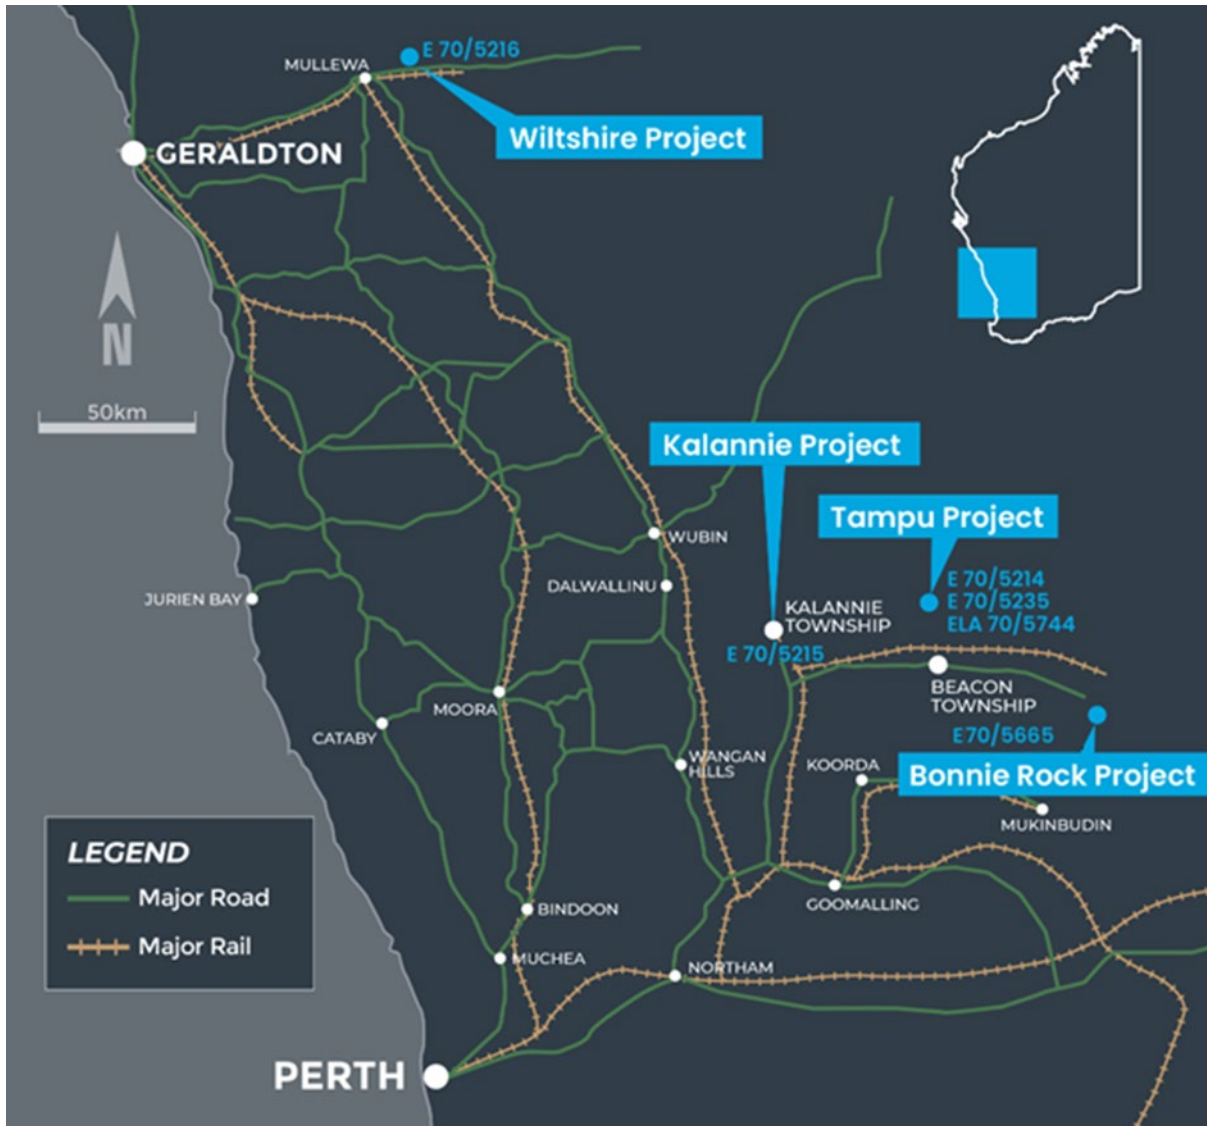 E 70/5216
MULLEWA
Wiltshire Project
GERALDTON
N
50km
Kalannie Project
Tampu Project
WUBIN
E 70/5214
DALWALLINU
E 70/5235
JURIEN BAY
KALANNIE
TOWNSHIP
ELA 70/5744
E 70/5215
BEACON
TOWNSHIP
MOORA
CATABY
E70/5665
WANGAN
HILLS
KOORDA
Bonnie Rock Project
MUKINBUDIN
LEGEND
Major Road
Major Rail
GOOMALLING
BINDOON
MUCHEA
NORTHAM
PERTH